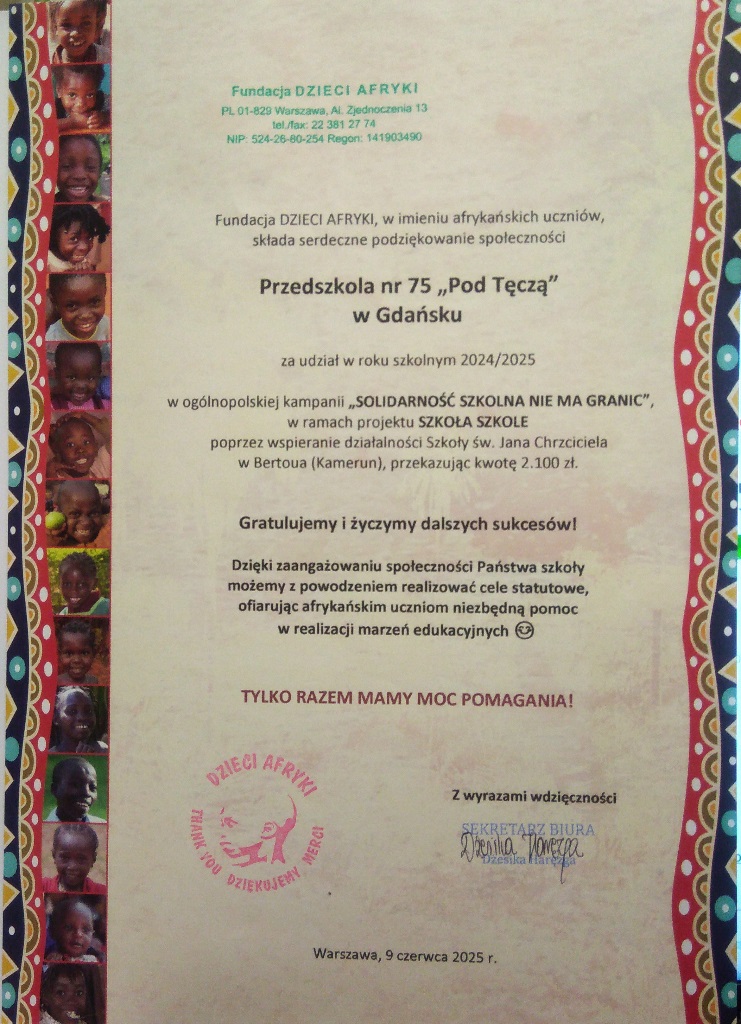 Fundacja DZIECI AFRYKI
PL 01-829 Warszawa, Al. Zjednoczenia 13
tel./fax: 22 381 27 74
NIP: 524-26-80-254 Regon: 141903490
Fundacja DZIECI AFRYKI, w imieniu afrykańskich uczniów,
składa serdeczne podziękowanie społeczności
Przedszkola nr 75 „Pod Tęczą”
w Gdańsku
za udział w roku szkolnym 2024/2025
w ogólnopolskiej kampanii „SOLIDARNOŚĆ SZKOLNA NIE MA GRANIC”,
w ramach projektu SZKOŁA SZKOLE
poprzez wspieranie działalności Szkoły św. Jana Chrzciciela
w Bertoua (Kamerun), przekazując kwotę 2.100 zł.
Gratulujemy i życzymy dalszych sukcesów!
Dzięki zaangażowaniu społeczności Państwa szkoły
możemy z powodzeniem realizować cele statutowe,
ofiarując afrykańskim uczniom niezbędną pomoc
w realizacji marzeń edukacyjnych
TYLKO RAZEM MAMY MOC POMAGANIA!
DZIECI AFRYKI
THANK YOU DZIĘKUJEMY MERCI
Z wyrazami wdzięczności
SEKRETARZ BIURA
Dżesika Haręzga
Dżesika Haręzga
Warszawa, 9 czerwca 2025 r.